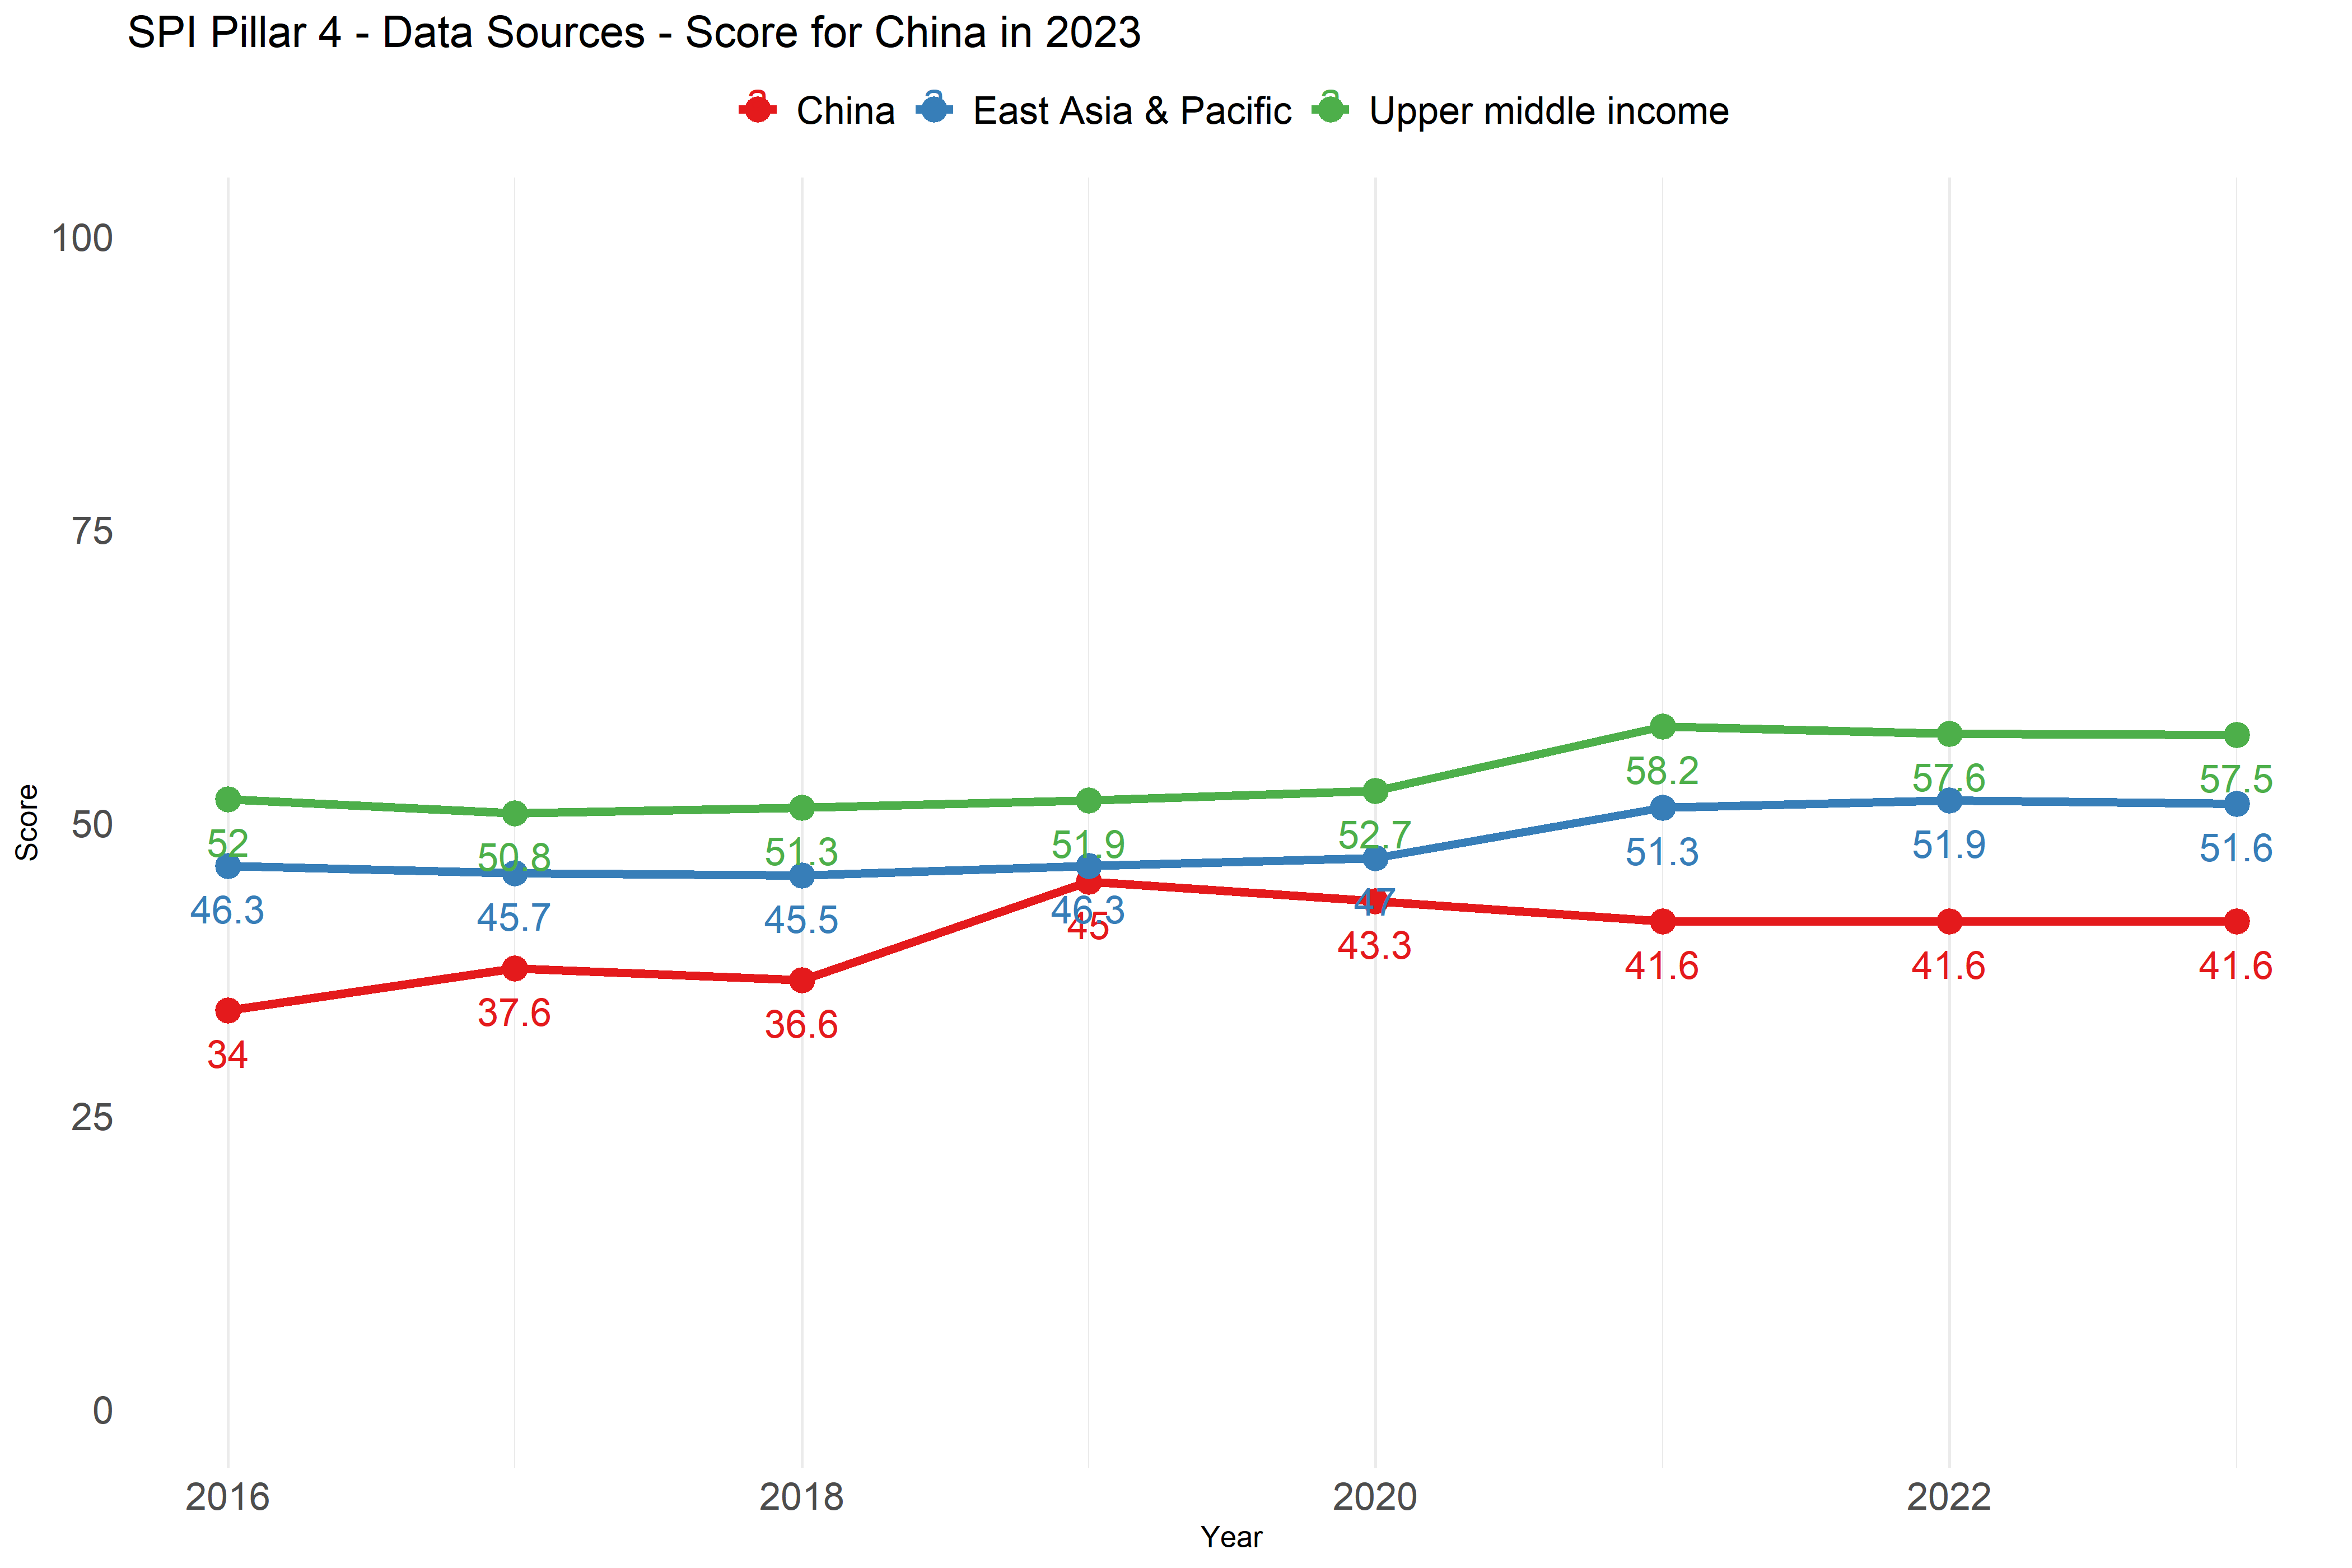 SPI Pillar 4 - Data Sources - Score for China in 2023
China East Asia & Pacific Upper middle income
100
75
50
25
0
Score
58.2 57.6 57.5
52 50.8 51.3 51.9 52.7
51.3 51.9 51.6
46.3 45.7 45.5 46.3 47
45 43.3 41.6 41.6 41.6
34 37.6 36.6
2016 2018 2020 2022
Year